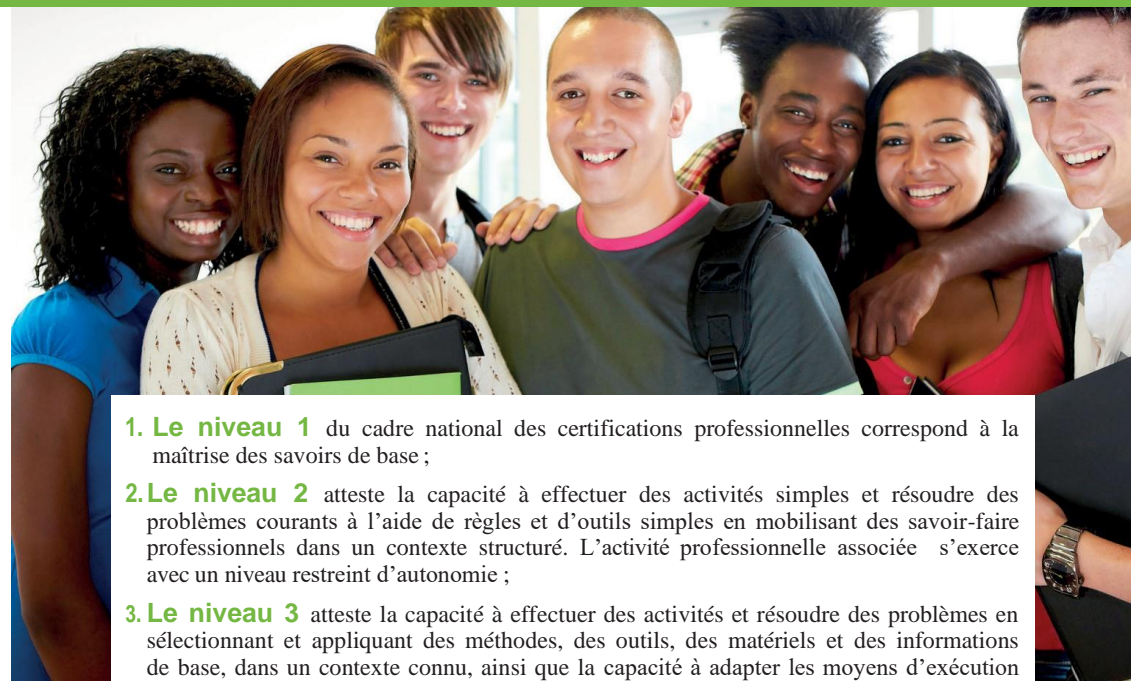 1. Le niveau 1 du cadre national des certifications professionnelles correspond à la
maîtrise des savoirs de base ;
2. Le niveau 2 atteste la capacité à effectuer des activités simples et résoudre des
problèmes courants à l’aide de règles et d’outils simples en mobilisant des savoir-faire
professionnels dans un contexte structuré. L’activité professionnelle associée s’exerce
avec un niveau restreint d’autonomie ;
3. Le niveau 3 atteste la capacité à effectuer des activités et résoudre des problèmes en
sélectionnant et appliquant des méthodes, des outils, des matériels et des informations
de base, dans un contexte connu, ainsi que la capacité à adapter les moyens d’exécution